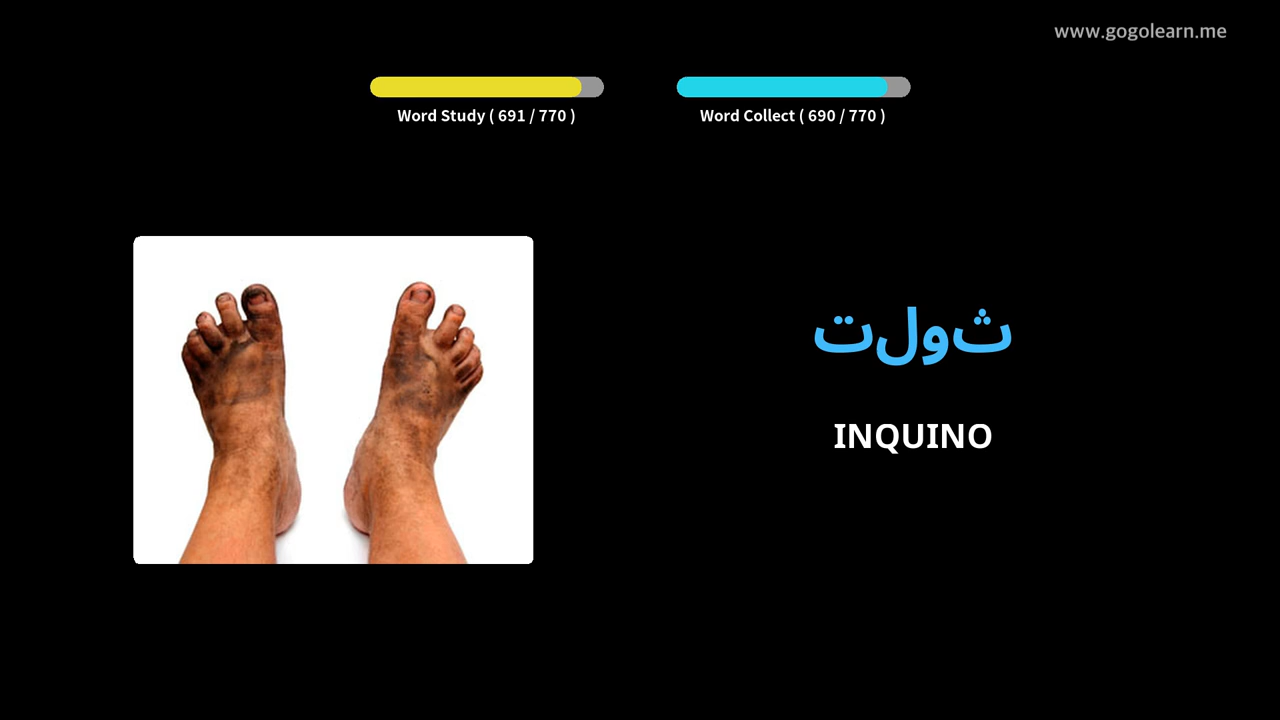 www.gogolearn.me
Word Study ( 691 / 770 )
Word Collect ( 690 / 770 )
ثولت
INQUINO